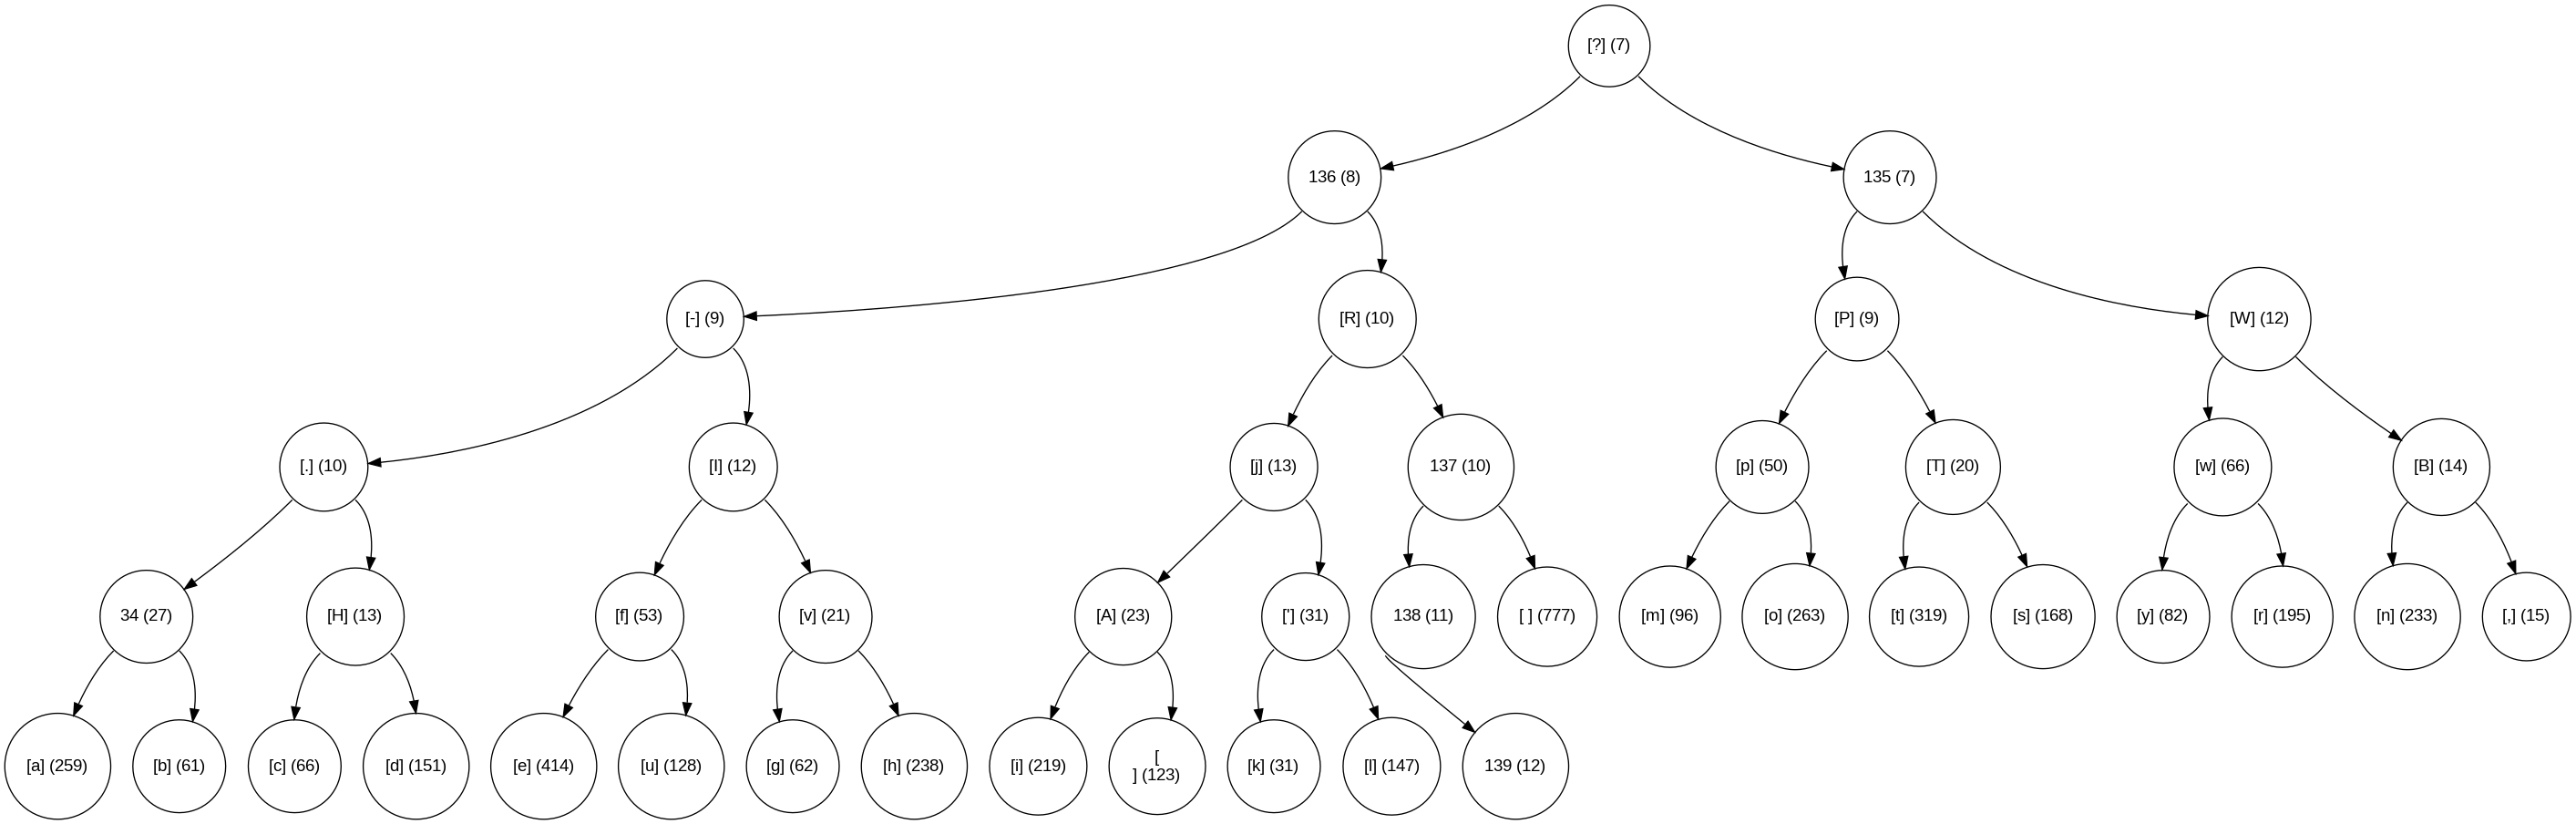 [?] (7)
136 (8)
135 (7)
[-] (9)
[R] (10)
[P] (9)
[W] (12)
[.] (10)
[I] (12)
[j] (13)
137 (10)
[p] (50)
[T] (20)
[w] (66)
[B] (14)
34 (27)
[H] (13)
[f] (53)
[v] (21)
[A] (23)
['] (31)
138 (11)
[ ] (777)
[m] (96)
[o] (263)
[t] (319)
[s] (168)
[y] (82)
[r] (195)
[n] (233)
[,] (15)
[a] (259)
[b] (61)
[c] (66)
[d] (151)
[e] (414)
[u] (128)
[g] (62)
[h] (238)
[i] (219)
[
] (123)
[k] (31)
[l] (147)
139 (12)